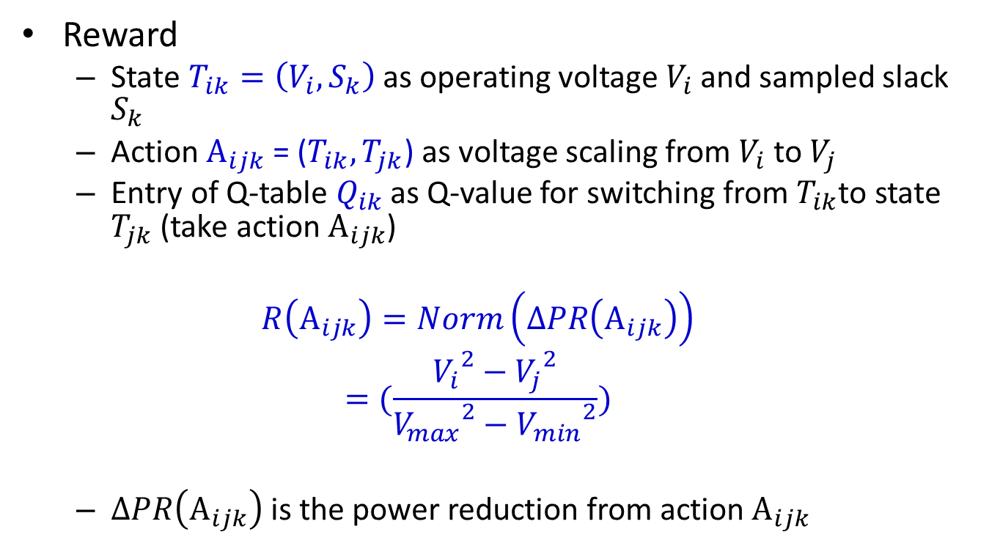 • Reward
– State $T_{ik} = (V_i, S_k)$ as operating voltage $V_i$ and sampled slack
$S_k$
– Action $\mathrm{A}_{ijk}$ = ($T_{ik}, T_{jk}$) as voltage scaling from $V_i$ to $V_j$
– Entry of Q-table $Q_{ik}$ as Q-value for switching from $T_{ik}$to state
$T_{jk}$ (take action $\mathrm{A}_{ijk}$)
$R(\mathrm{A}_{ijk}) = Norm(\Delta PR(\mathrm{A}_{ijk}))$
$= (\frac{{V_i}^2 - {V_j}^2}{{V_{max}}^2 - {V_{min}}^2})$
– $\Delta PR(\mathrm{A}_{ijk})$ is the power reduction from action $\mathrm{A}_{ijk}$